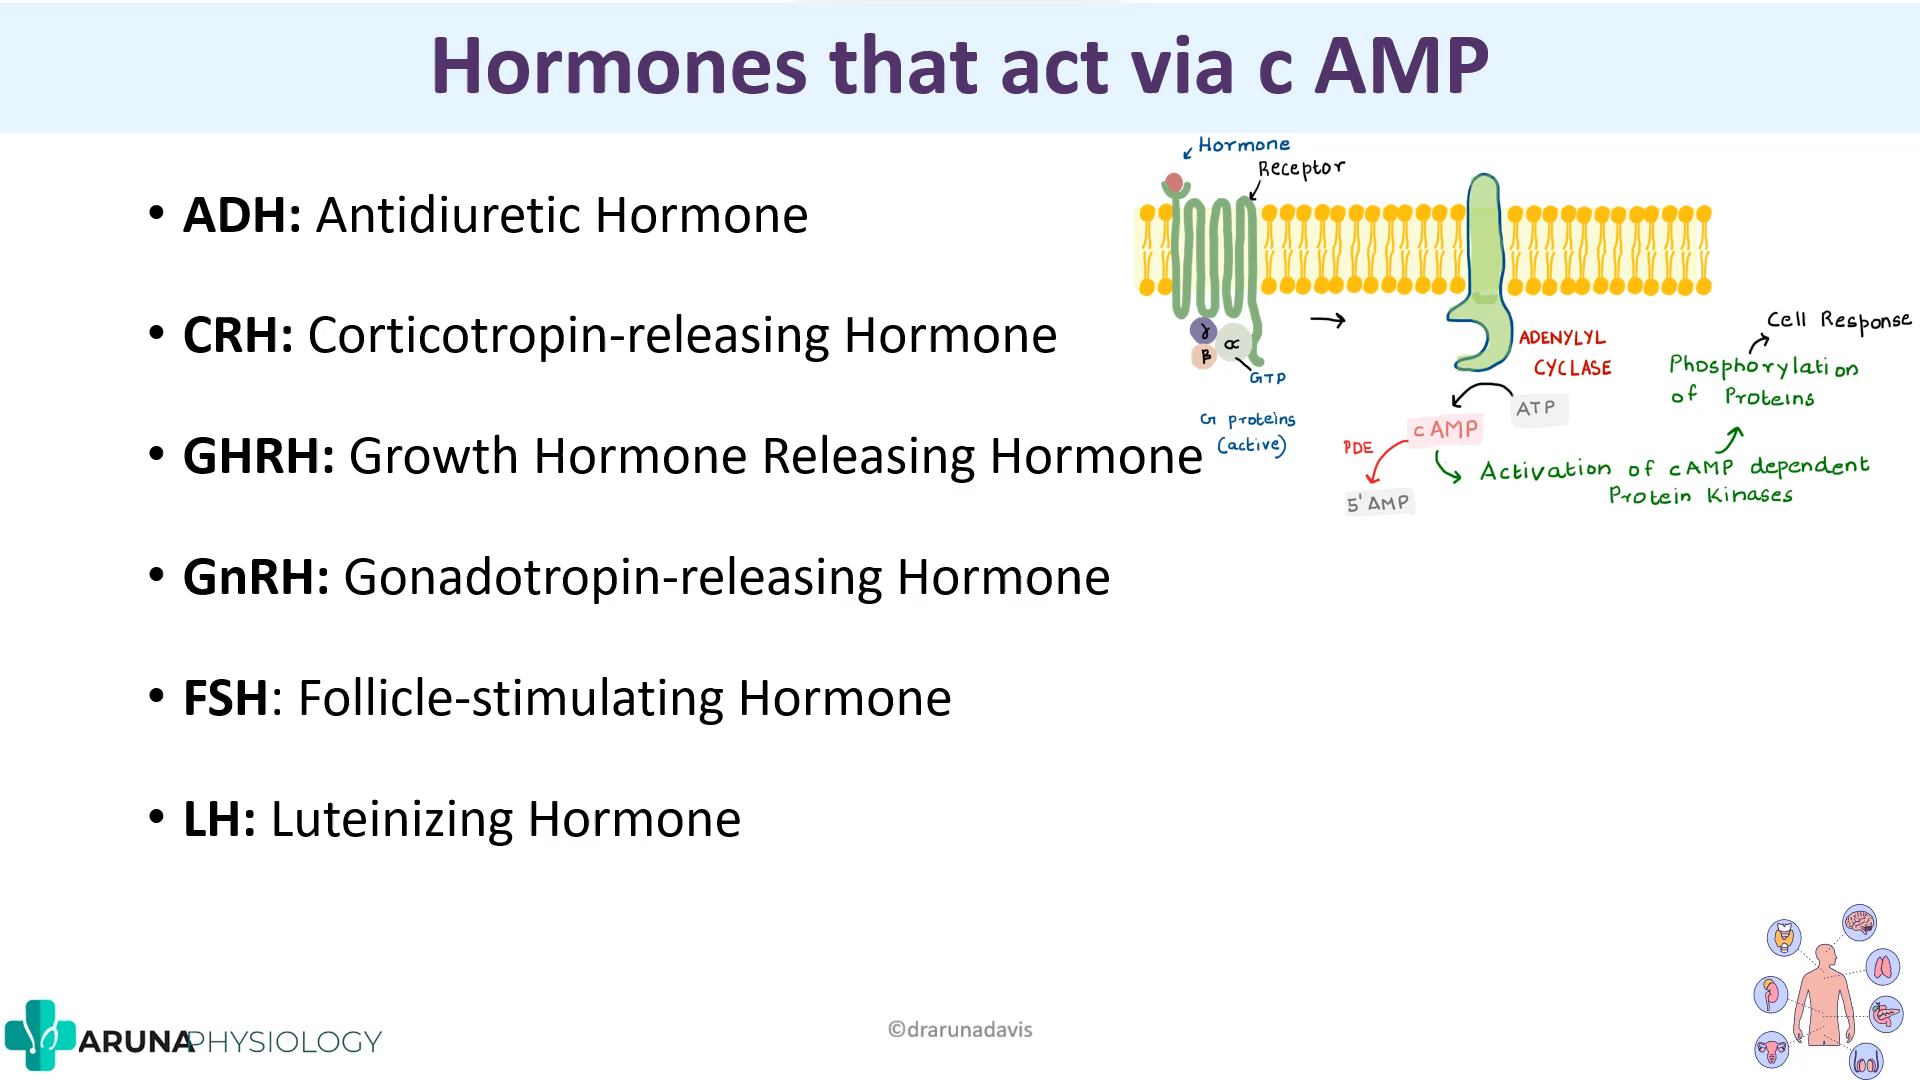 Hormones that act via c AMP
• ADH: Antidiuretic Hormone
• CRH: Corticotropin-releasing Hormone
• GHRH: Growth Hormone Releasing Hormone
• GnRH: Gonadotropin-releasing Hormone
• FSH: Follicle-stimulating Hormone
• LH: Luteinizing Hormone
Hormone
Receptor
γ
β
α
GTP
G proteins
(active)
ADENYLYL
CYCLASE
ATP
cAMP
PDE
5' AMP
Activation of cAMP dependent
Protein Kinases
Phosphorylation
of Proteins
Cell Response
ARUNAPHYSIOLOGY
©drarunadavis